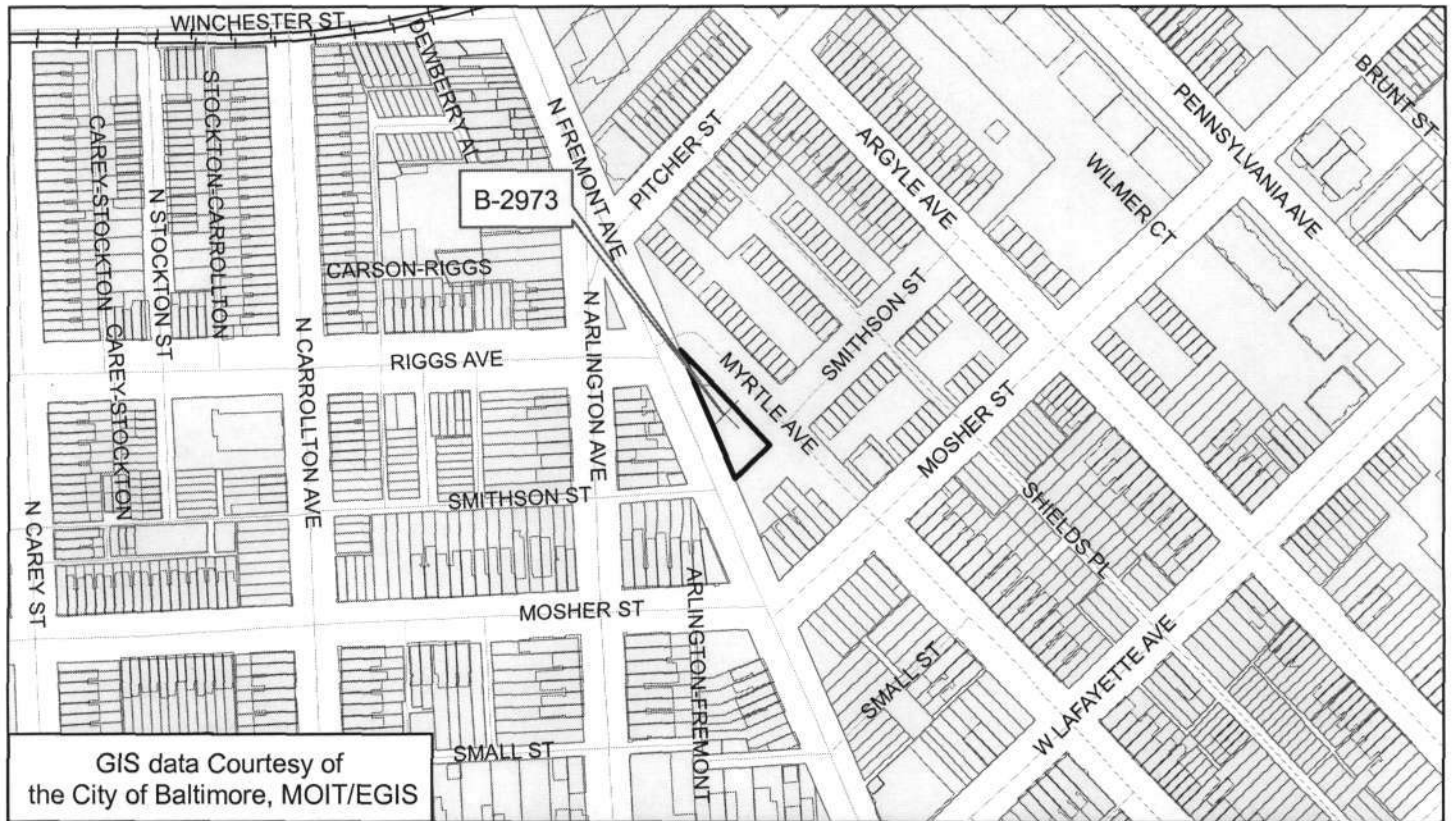 WINCHESTER ST
DEWBERRY AL
N FREMONT AVE
PITCHER ST
ARGYLE AVE
PENNSYLVANIA AVE
BRUNT ST
WILMER CT
CAREY-STOCKTON
N STOCKTON ST
STOCKTON-CARROLLTON
B-2973
CARSON-RIGGS
SMITHSON ST
CAREY-STOCKTON
N CARROLLTON AVE
RIGGS AVE
N ARLINGTON AVE
MYRTLE AVE
MOSHER ST
N CAREY ST
SMITHSON ST
SHIELDS PL
MOSHER ST
ARLINGTON-FREMONT
SMALL ST
W LAFAYETTE AVE
SMALL ST
GIS data Courtesy of
the City of Baltimore, MOIT/EGIS